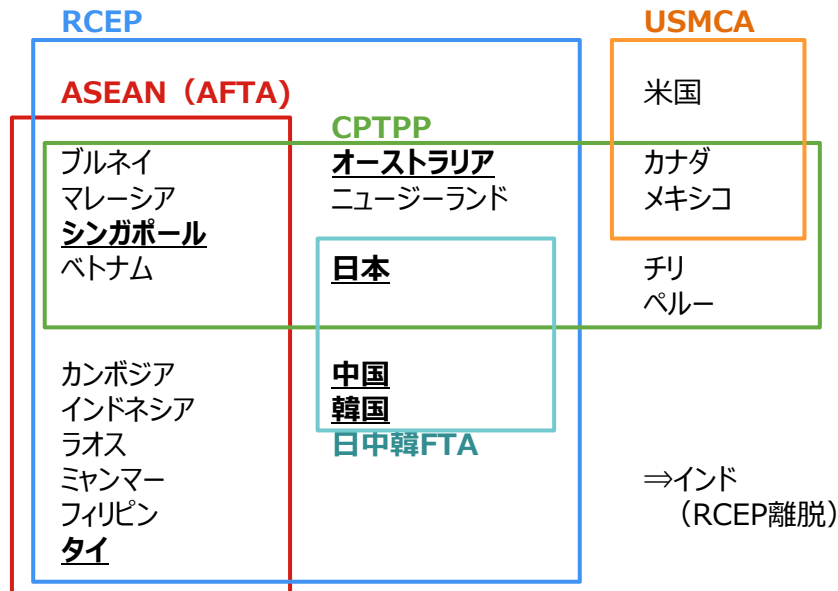 RCEP
USMCA
ASEAN（AFTA)
米国
CPTPP
ブルネイ
マレーシア
シンガポール
ベトナム
オーストラリア
ニュージーランド
日本
カナダ
メキシコ
チリ
ペルー
カンボジア
インドネシア
ラオス
ミャンマー
フィリピン
タイ
中国
韓国
日中韓FTA
⇒インド
（RCEP離脱）